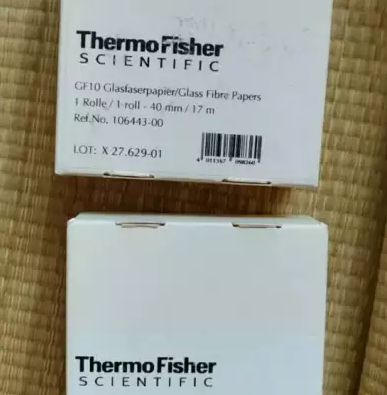 ThermoFisher
SCIENTIFIC
GF10 Glasfaserpapier/Glass Fibre Papers
1 Rolle / 1 roll - 40 mm / 17 m
Ref.No. 106443-00
LOT: X 27.629-01
ThermoFisher
SCIENTIFIC